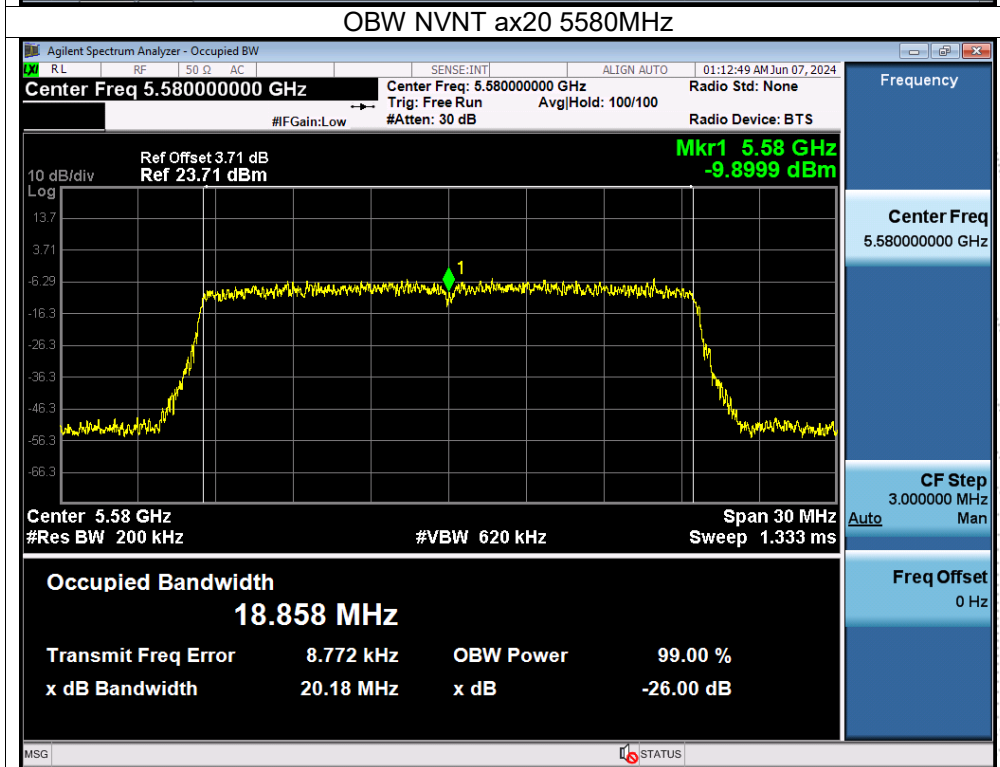 OBW NVNT ax20 5580MHz
Agilent Spectrum Analyzer - Occupied BW
LXI RL RF 50 Ω AC SENSE:INT ALIGN AUTO 01:12:49 AM Jun 07, 2024
Center Freq 5.580000000 GHz
Center Freq: 5.580000000 GHz
Radio Std: None
Trig: Free Run Avg|Hold: 100/100
#IFGain:Low #Atten: 30 dB
Radio Device: BTS
Mkr1 5.58 GHz
-9.8999 dBm
Ref Offset 3.71 dB
10 dB/div Ref 23.71 dBm
Log
13.7
3.71
1
-6.29
-16.3
-26.3
-36.3
-46.3
-56.3
-66.3
Center 5.58 GHz Span 30 MHz
#Res BW 200 kHz #VBW 620 kHz Sweep 1.333 ms
Occupied Bandwidth
18.858 MHz
Transmit Freq Error 8.772 kHz OBW Power 99.00 %
x dB Bandwidth 20.18 MHz x dB -26.00 dB
Frequency
Center Freq
5.580000000 GHz
CF Step
3.000000 MHz
Auto Man
Freq Offset
0 Hz
MSG STATUS